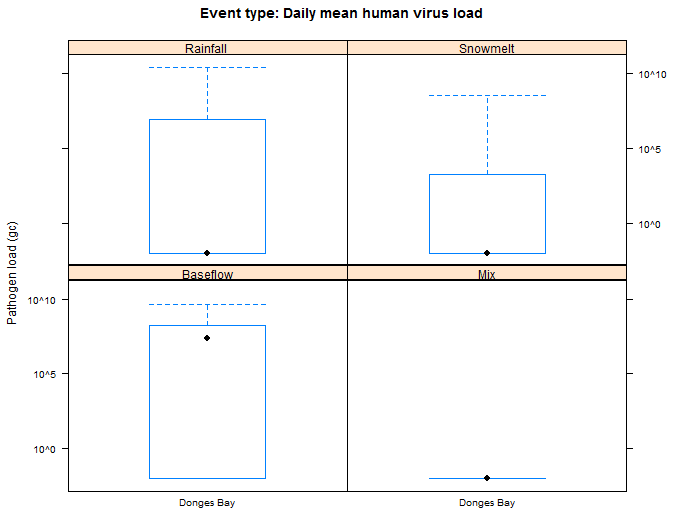 Event type: Daily mean human virus load
Rainfall
Snowmelt
10^10
10^5
10^0
Pathogen load (gc)
Baseflow
Mix
10^10
10^5
10^0
Donges Bay
Donges Bay